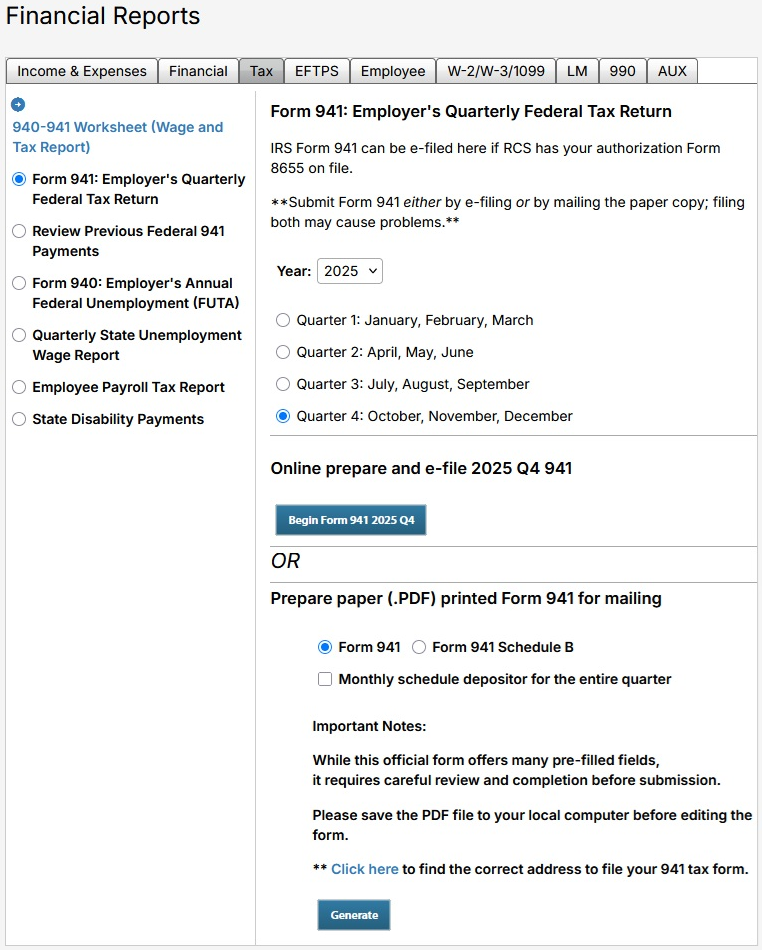 Financial Reports
Income & Expenses
Financial
Tax
EFTPS
Employee
W-2/W-3/1099
LM
990
AUX
940-941 Worksheet (Wage and
Tax Report)
Form 941: Employer's Quarterly
Federal Tax Return
Review Previous Federal 941
Payments
Form 940: Employer's Annual
Federal Unemployment (FUTA)
Quarterly State Unemployment
Wage Report
Employee Payroll Tax Report
State Disability Payments
Form 941: Employer's Quarterly Federal Tax Return
IRS Form 941 can be e-filed here if RCS has your authorization Form
8655 on file.
**Submit Form 941 either by e-filing or by mailing the paper copy; filing
both may cause problems.**
Year: 2025
Quarter 1: January, February, March
Quarter 2: April, May, June
Quarter 3: July, August, September
Quarter 4: October, November, December
Online prepare and e-file 2025 Q4 941
Begin Form 941 2025 Q4
OR
Prepare paper (.PDF) printed Form 941 for mailing
Form 941 Form 941 Schedule B
Monthly schedule depositor for the entire quarter
Important Notes:
While this official form offers many pre-filled fields,
it requires careful review and completion before submission.
Please save the PDF file to your local computer before editing the
form.
** Click here to find the correct address to file your 941 tax form.
Generate